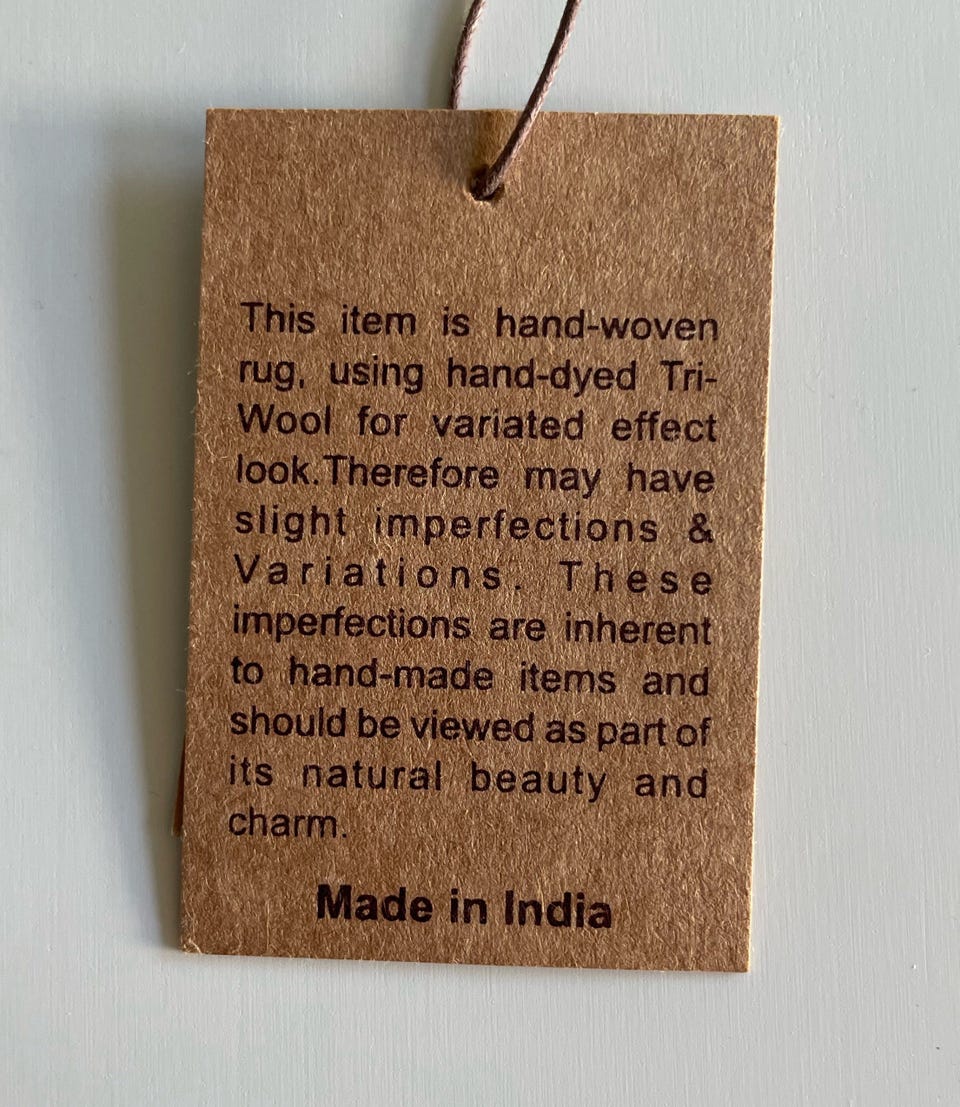 This item is hand-woven
rug, using hand-dyed Tri-
Wool for variated effect
look.Therefore may have
slight imperfections &
Variations. These
imperfections are inherent
to hand-made items and
should be viewed as part of
its natural beauty and
charm.
Made in India